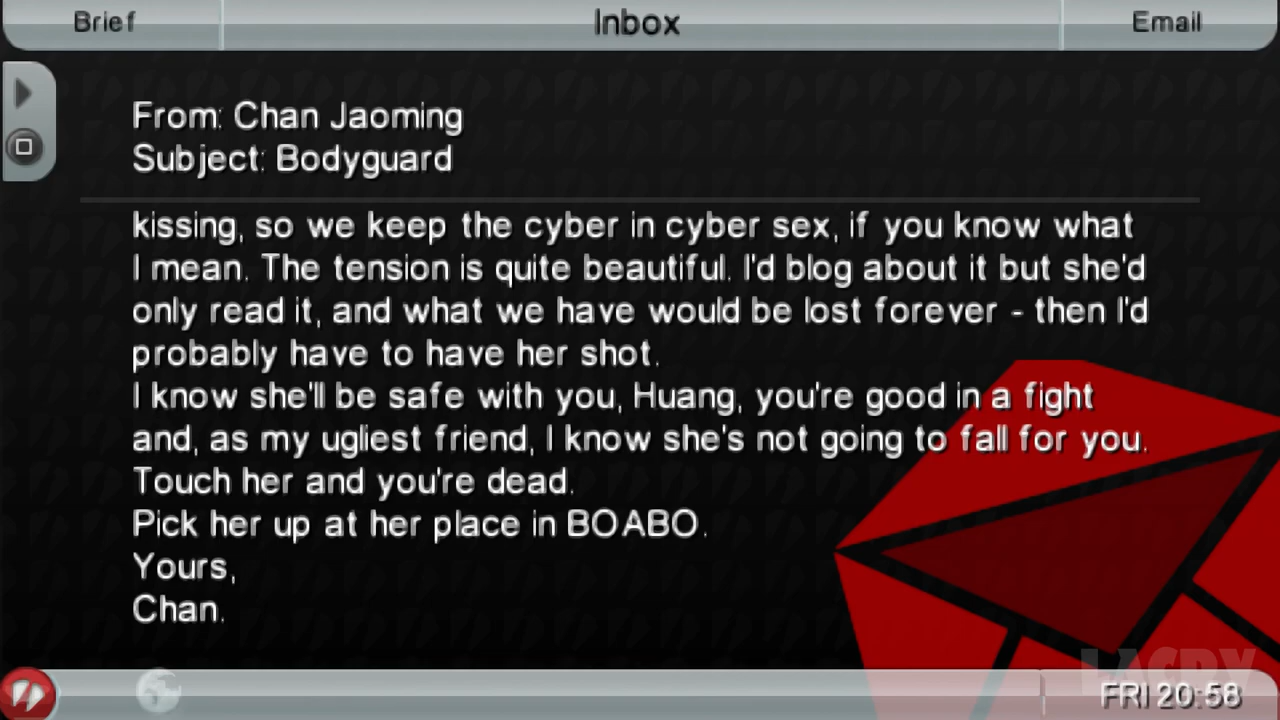 Brief
Inbox
Email
From: Chan Jaoming
Subject: Bodyguard
kissing, so we keep the cyber in cyber sex, if you know what
I mean. The tension is quite beautiful. I'd blog about it but she'd
only read it, and what we have would be lost forever - then I'd
probably have to have her shot.
I know she'll be safe with you, Huang, you're good in a fight
and, as my ugliest friend, I know she's not going to fall for you.
Touch her and you're dead.
Pick her up at her place in BOABO.
Yours,
Chan.
FRI 20:58